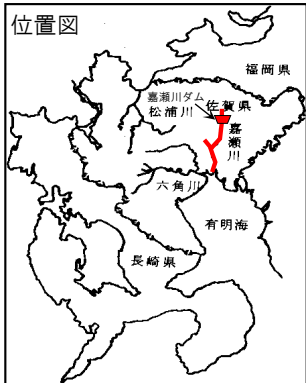 位置図
福岡県
嘉瀬川ダム
佐賀県
松浦川
嘉瀬川
六角川
有明海
長崎県